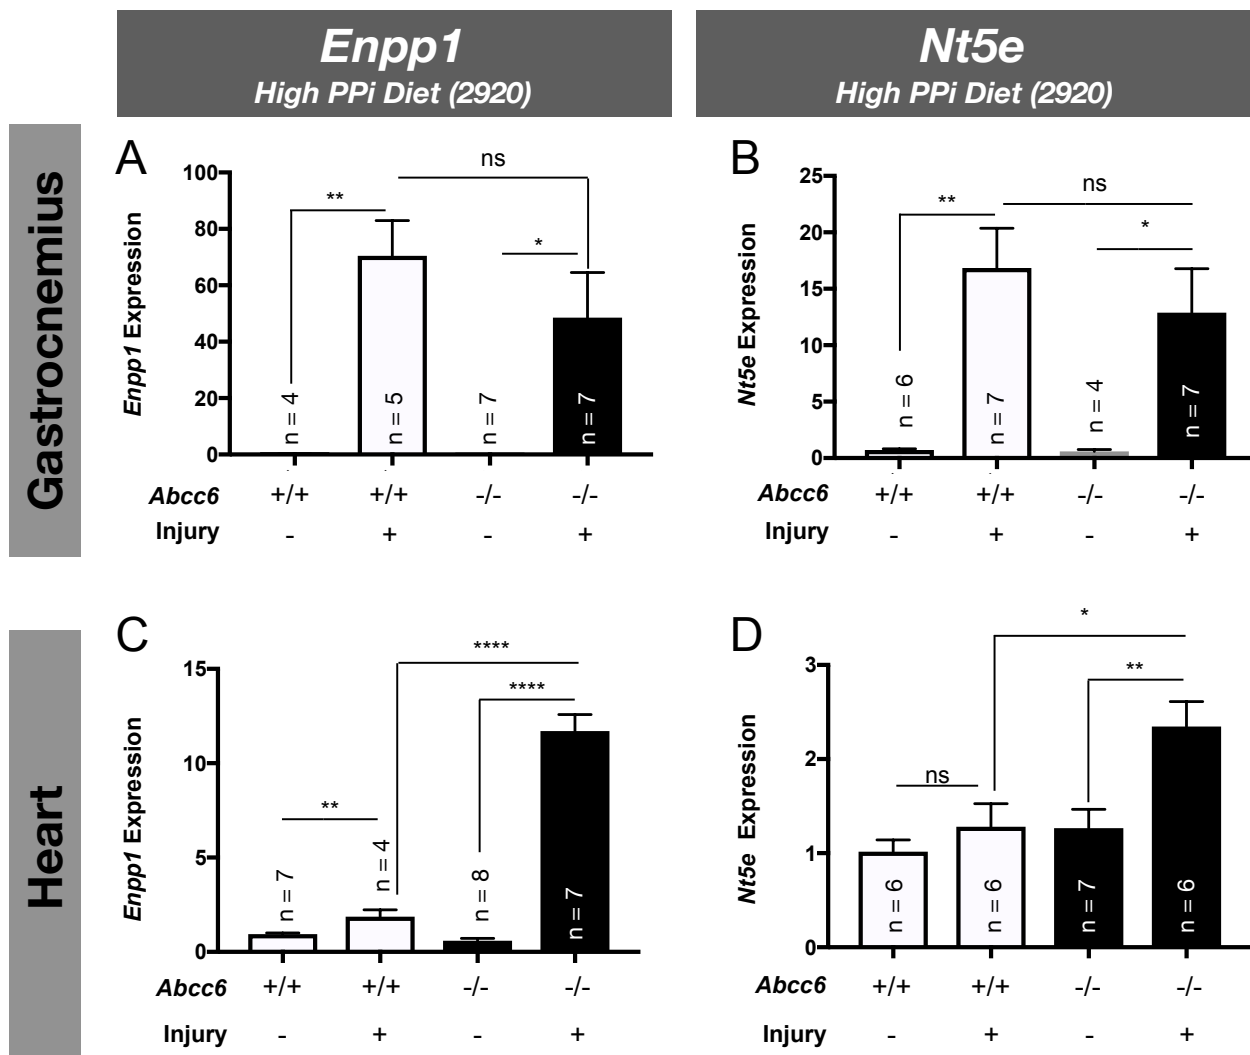 Enpp1
High PPi Diet (2920)
Nt5e
High PPi Diet (2920)
Gastrocnemius
A
Enpp1 Expression
100
80
60
40
20
0
**
ns
*
n = 4
n = 5
n = 7
n = 7
Abcc6 +/+ +/+ -/- -/-
Injury - + - +
B
Nt5e Expression
25
20
15
10
5
0
**
ns
*
n = 6
n = 7
n = 4
n = 7
Abcc6 +/+ +/+ -/- -/-
Injury - + - +
Heart
C
Enpp1 Expression
15
10
5
0
**
****
****
n = 7
n = 4
n = 8
n = 7
Abcc6 +/+ +/+ -/- -/-
Injury - + - +
D
Nt5e Expression
3
2
1
0
ns
*
**
n = 6
n = 6
n = 7
n = 6
Abcc6 +/+ +/+ -/- -/-
Injury - + - +